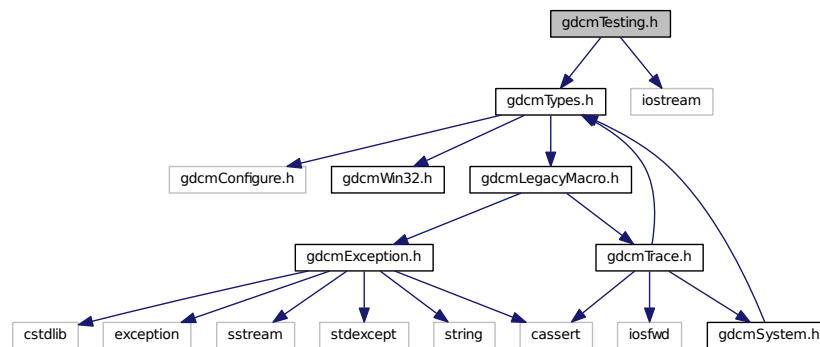 gdcmTesting.h
gdcmTypes.h
iostream
gdcmConfigure.h
gdcmWin32.h
gdcmLegacyMacro.h
gdcmException.h
gdcmTrace.h
cstdlib
exception
sstream
stdexcept
string
cassert
iosfwd
gdcmSystem.h